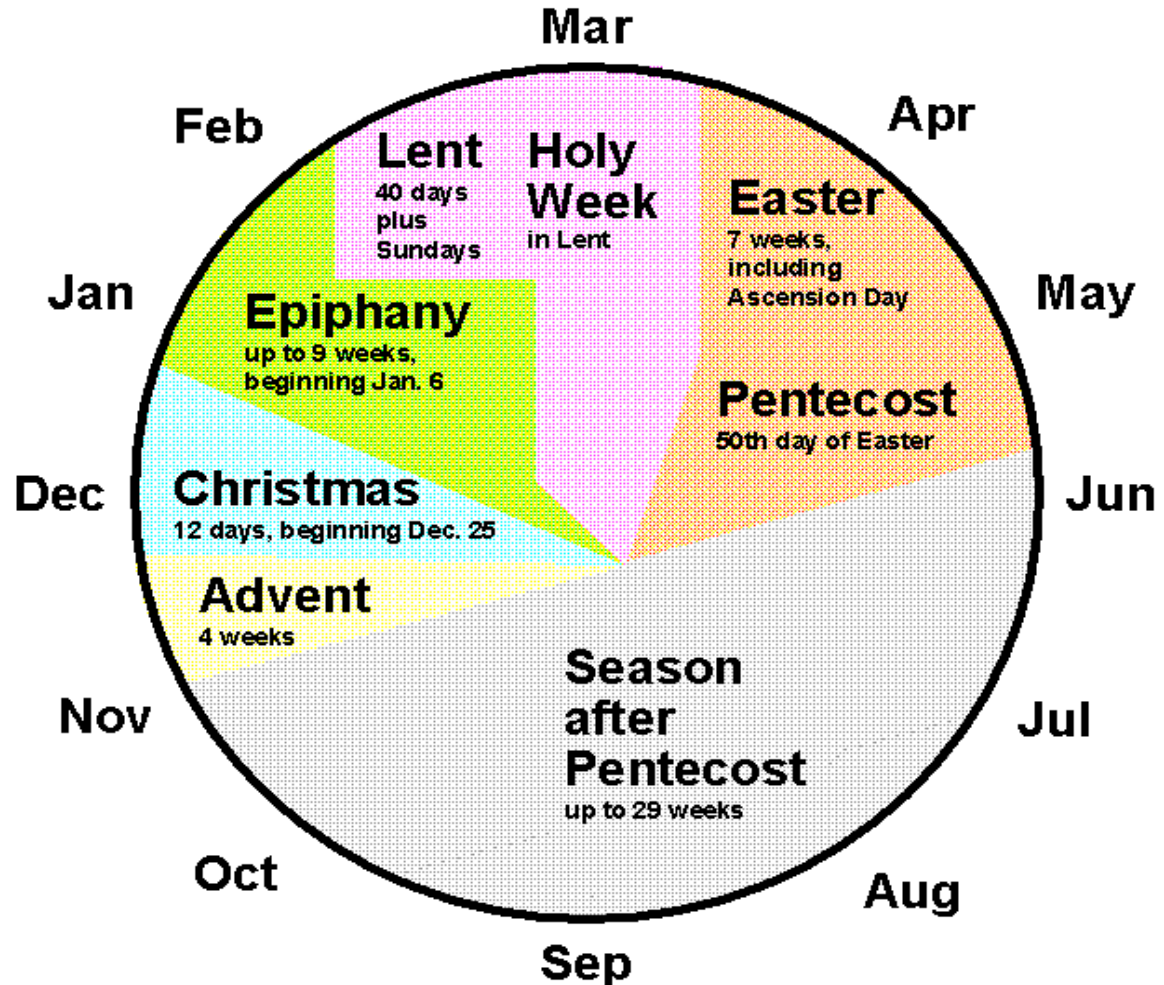 Mar
Feb
Apr
Lent
40 days
plus
Sundays
Holy
Week
in Lent
Easter
7 weeks,
including
Ascension Day
Jan
May
Epiphany
up to 9 weeks,
beginning Jan. 6
Pentecost
50th day of Easter
Dec
Christmas
12 days, beginning Dec. 25
Jun
Advent
4 weeks
Season
after
Pentecost
up to 29 weeks
Nov
Jul
Oct
Aug
Sep